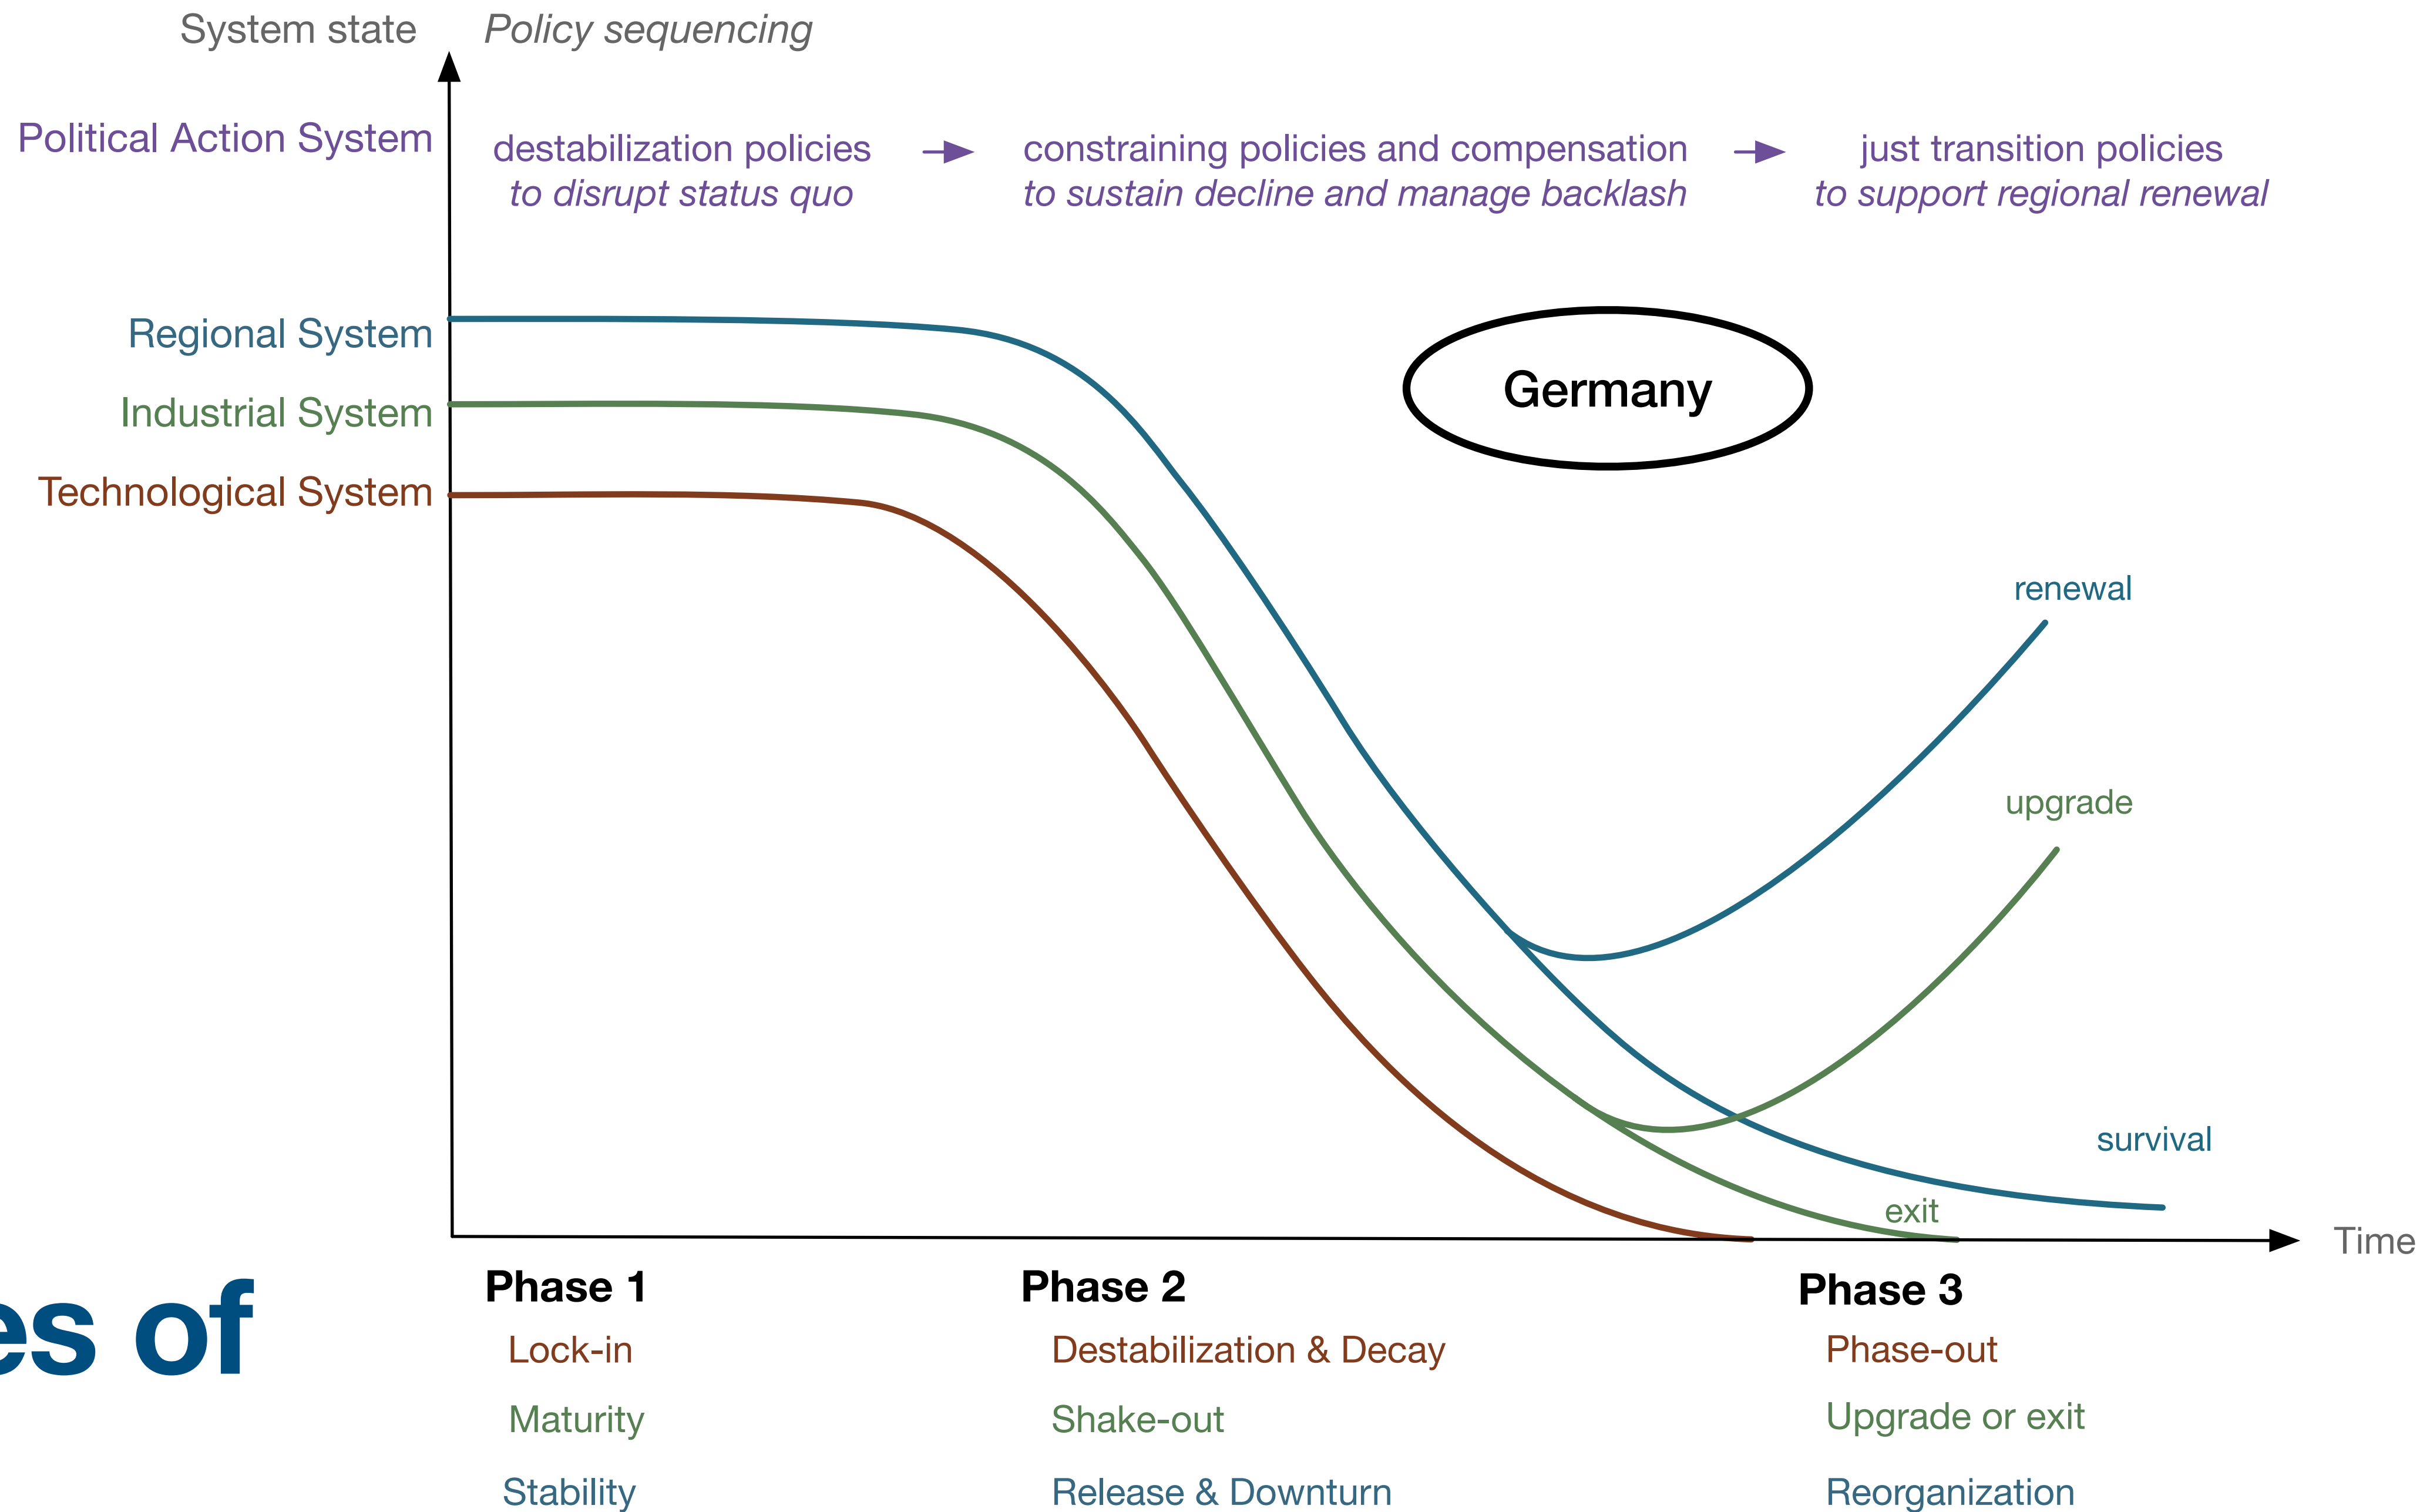 System state
Policy sequencing
Political Action System
destabilization policies
to disrupt status quo
constraining policies and compensation
to sustain decline and manage backlash
just transition policies
to support regional renewal
Regional System
Industrial System
Technological System
Germany
renewal
upgrade
survival
exit
Time
Phase 1
Lock-in
Maturity
Stability
Phase 2
Destabilization & Decay
Shake-out
Release & Downturn
Phase 3
Phase-out
Upgrade or exit
Reorganization
es of